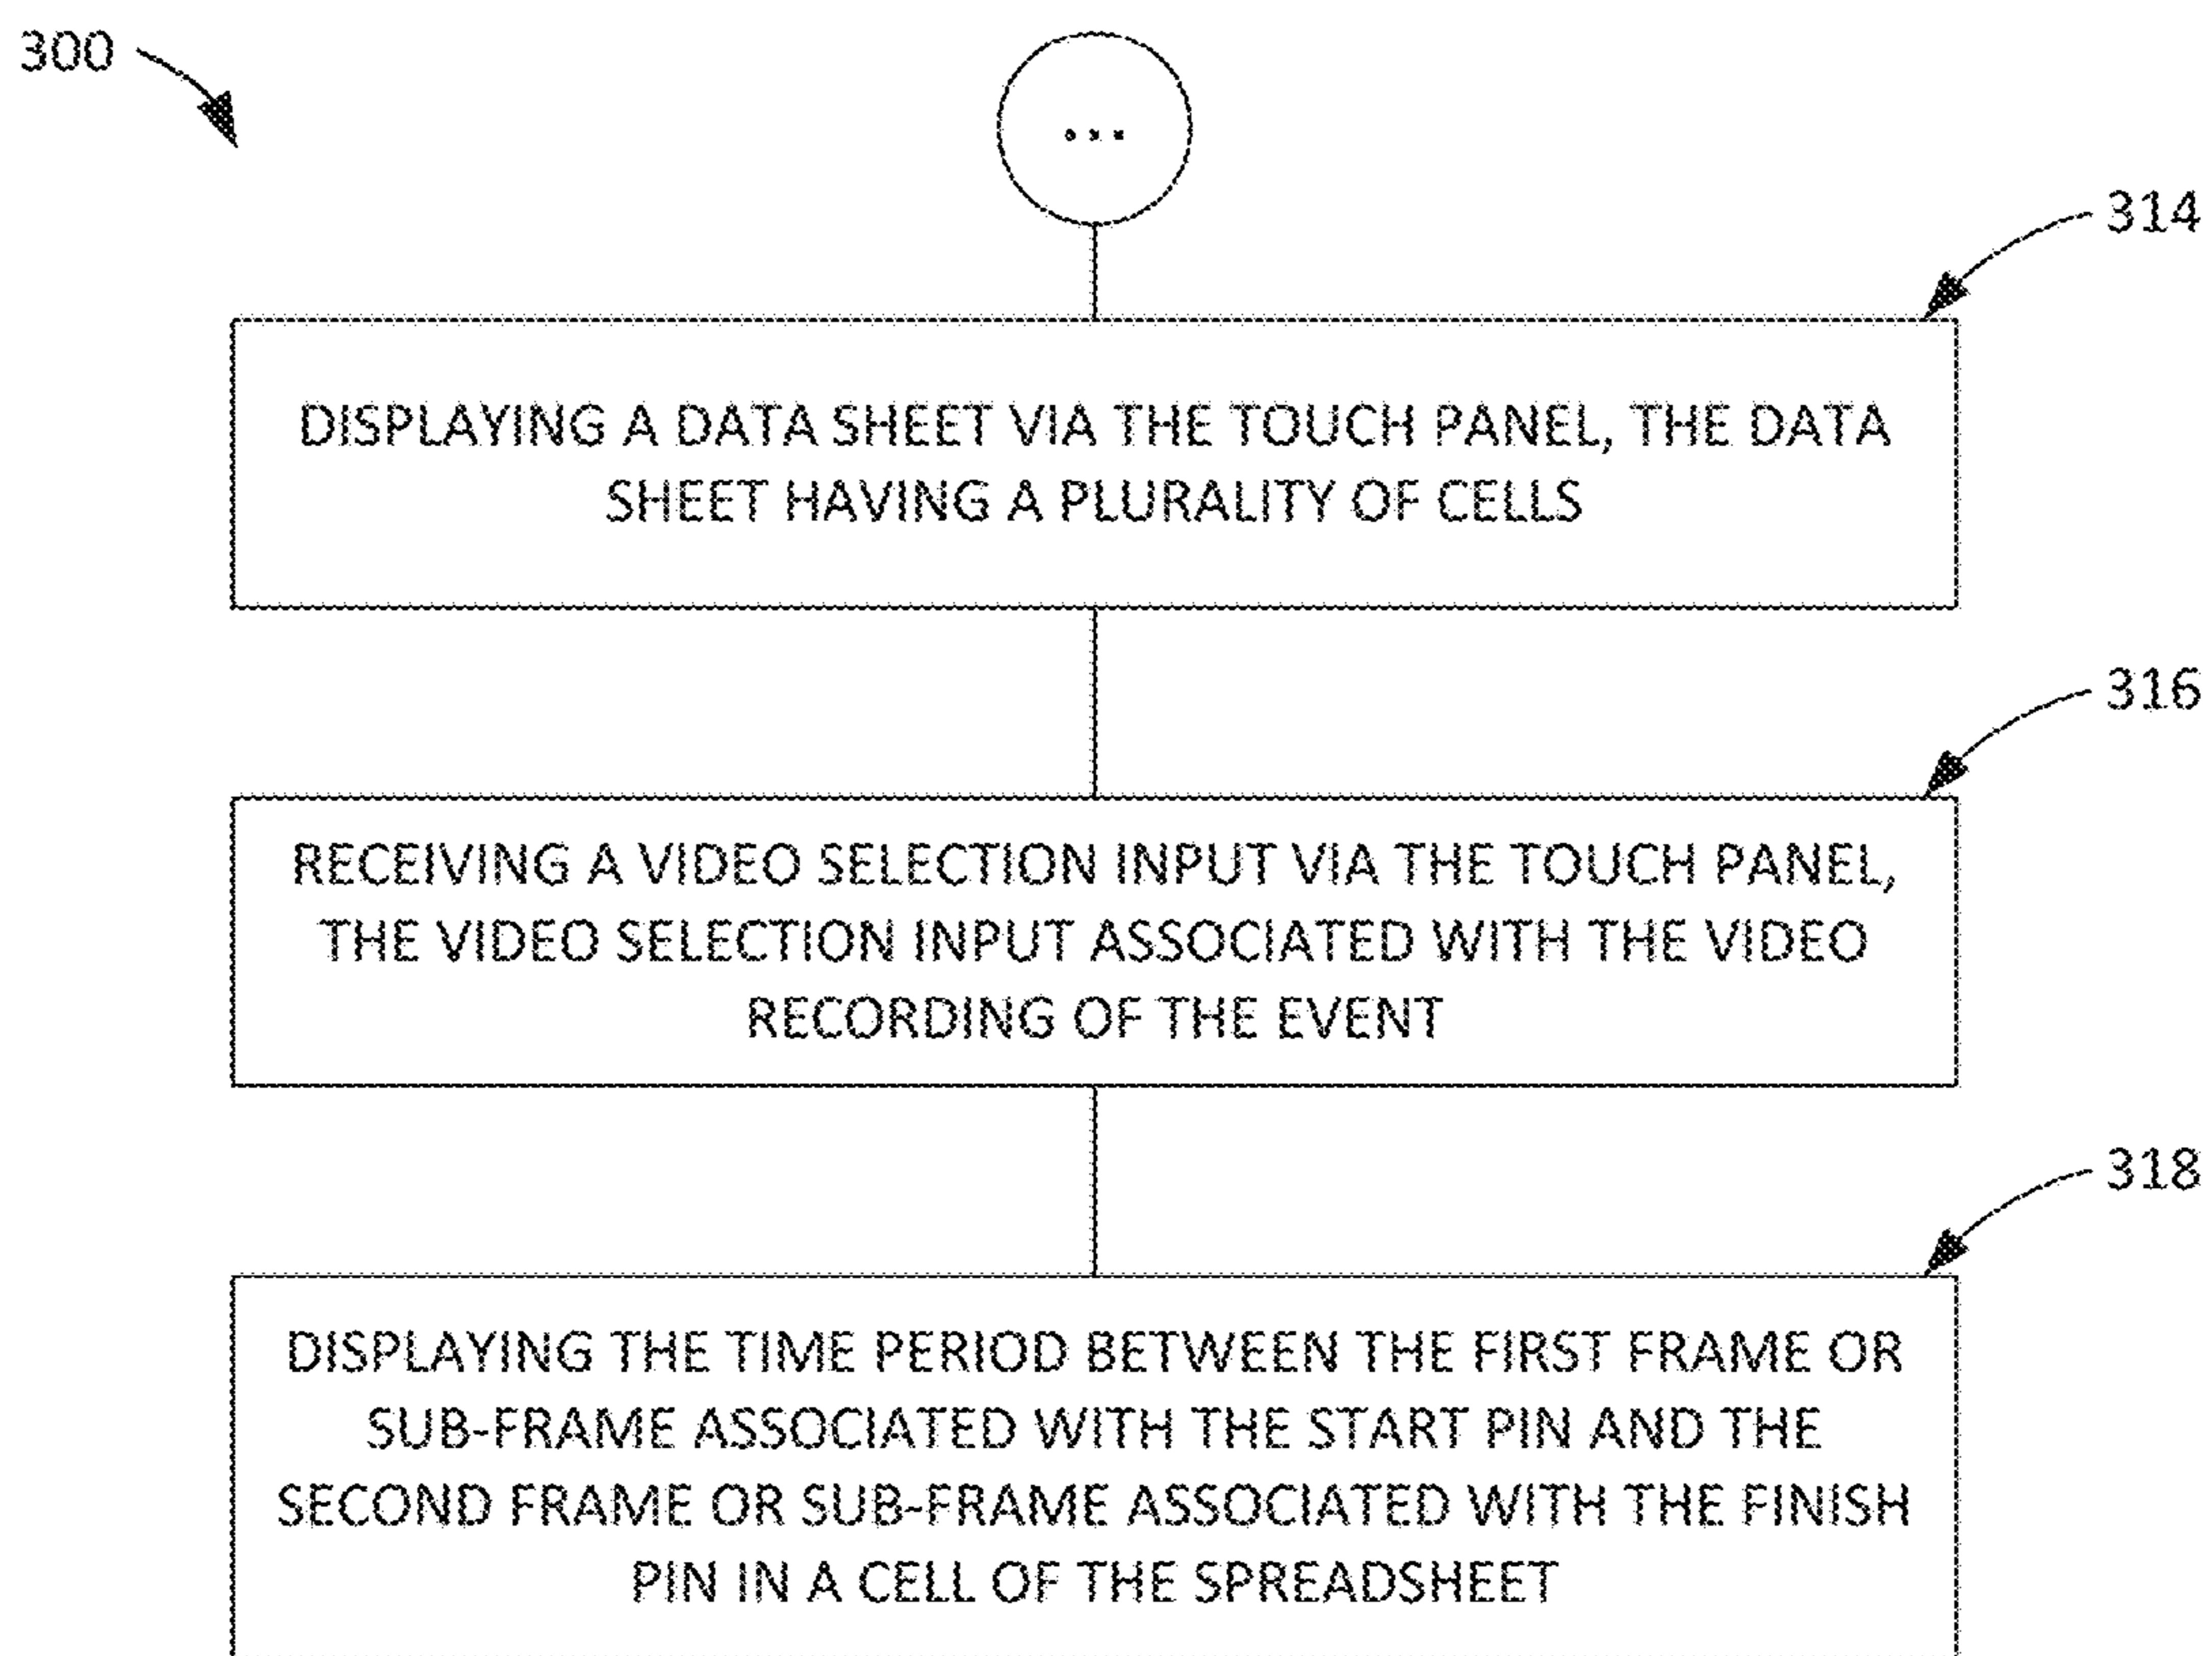 300
...
314
DISPLAYING A DATA SHEET VIA THE TOUCH PANEL, THE DATA
SHEET HAVING A PLURALITY OF CELLS
316
RECEIVING A VIDEO SELECTION INPUT VIA THE TOUCH PANEL,
THE VIDEO SELECTION INPUT ASSOCIATED WITH THE VIDEO
RECORDING OF THE EVENT
318
DISPLAYING THE TIME PERIOD BETWEEN THE FIRST FRAME OR
SUB-FRAME ASSOCIATED WITH THE START PIN AND THE
SECOND FRAME OR SUB-FRAME ASSOCIATED WITH THE FINISH
PIN IN A CELL OF THE SPREADSHEET